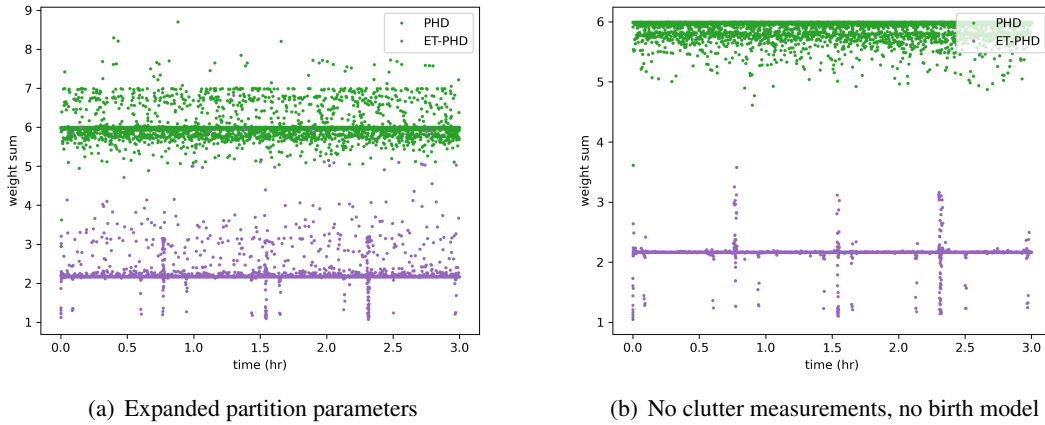 9
8
7
6
5
4
3
2
1
weight sum
0.0 0.5 1.0 1.5 2.0 2.5 3.0
time (hr)
PHD
ET-PHD
(a) Expanded partition parameters
6
5
4
3
2
1
weight sum
0.0 0.5 1.0 1.5 2.0 2.5 3.0
time (hr)
PHD
ET-PHD
(b) No clutter measurements, no birth model